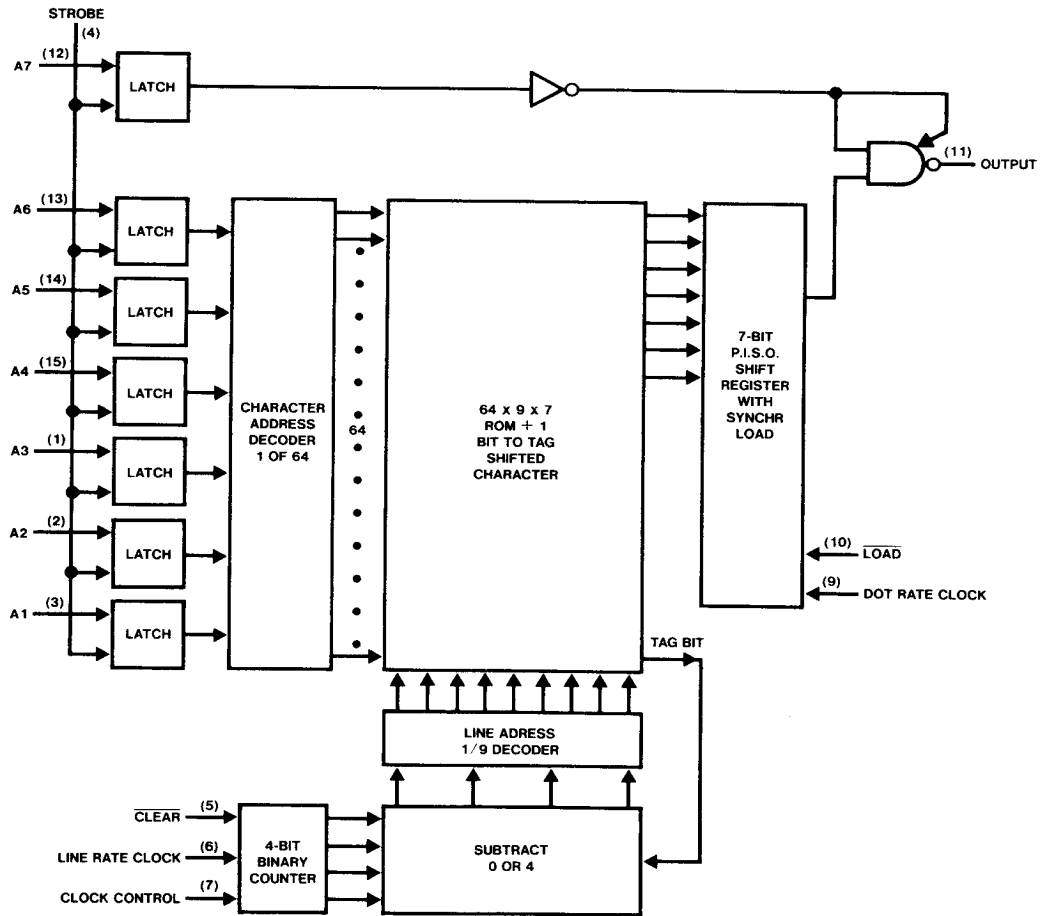 STROBE
(4)
A7 (12)
LATCH
(11)
OUTPUT
A6 (13)
LATCH
A5 (14)
LATCH
A4 (15)
LATCH
A3 (1)
LATCH
A2 (2)
LATCH
A1 (3)
LATCH
CHARACTER
ADDRESS
DECODER
1 OF 64
64
64 x 9 x 7
ROM + 1
BIT TO TAG
SHIFTED
CHARACTER
7-BIT
P.I.S.O.
SHIFT
REGISTER
WITH
SYNCHR
LOAD
(10) LOAD
(9) DOT RATE CLOCK
TAG BIT
LINE ADRESS
1/9 DECODER
CLEAR (5)
LINE RATE CLOCK (6)
CLOCK CONTROL (7)
4-BIT
BINARY
COUNTER
SUBTRACT
0 OR 4